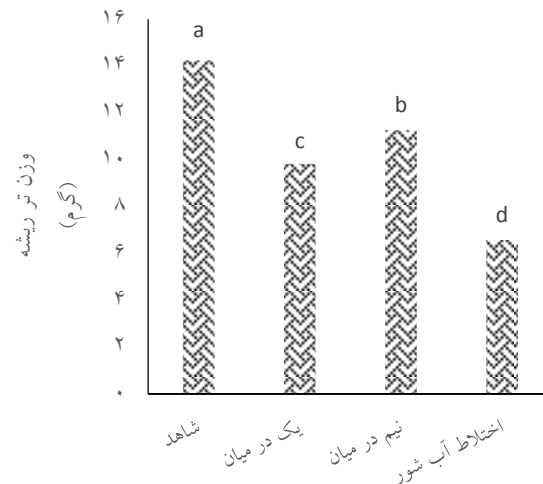 ۱۶
۱۴
۱۲
۱۰
۸
۶
۴
۲
۰
وزن تر ریشه
(گرم)
a
c
b
d
شاهد
یک در میان
نیم در میان
اختلاط آب شور